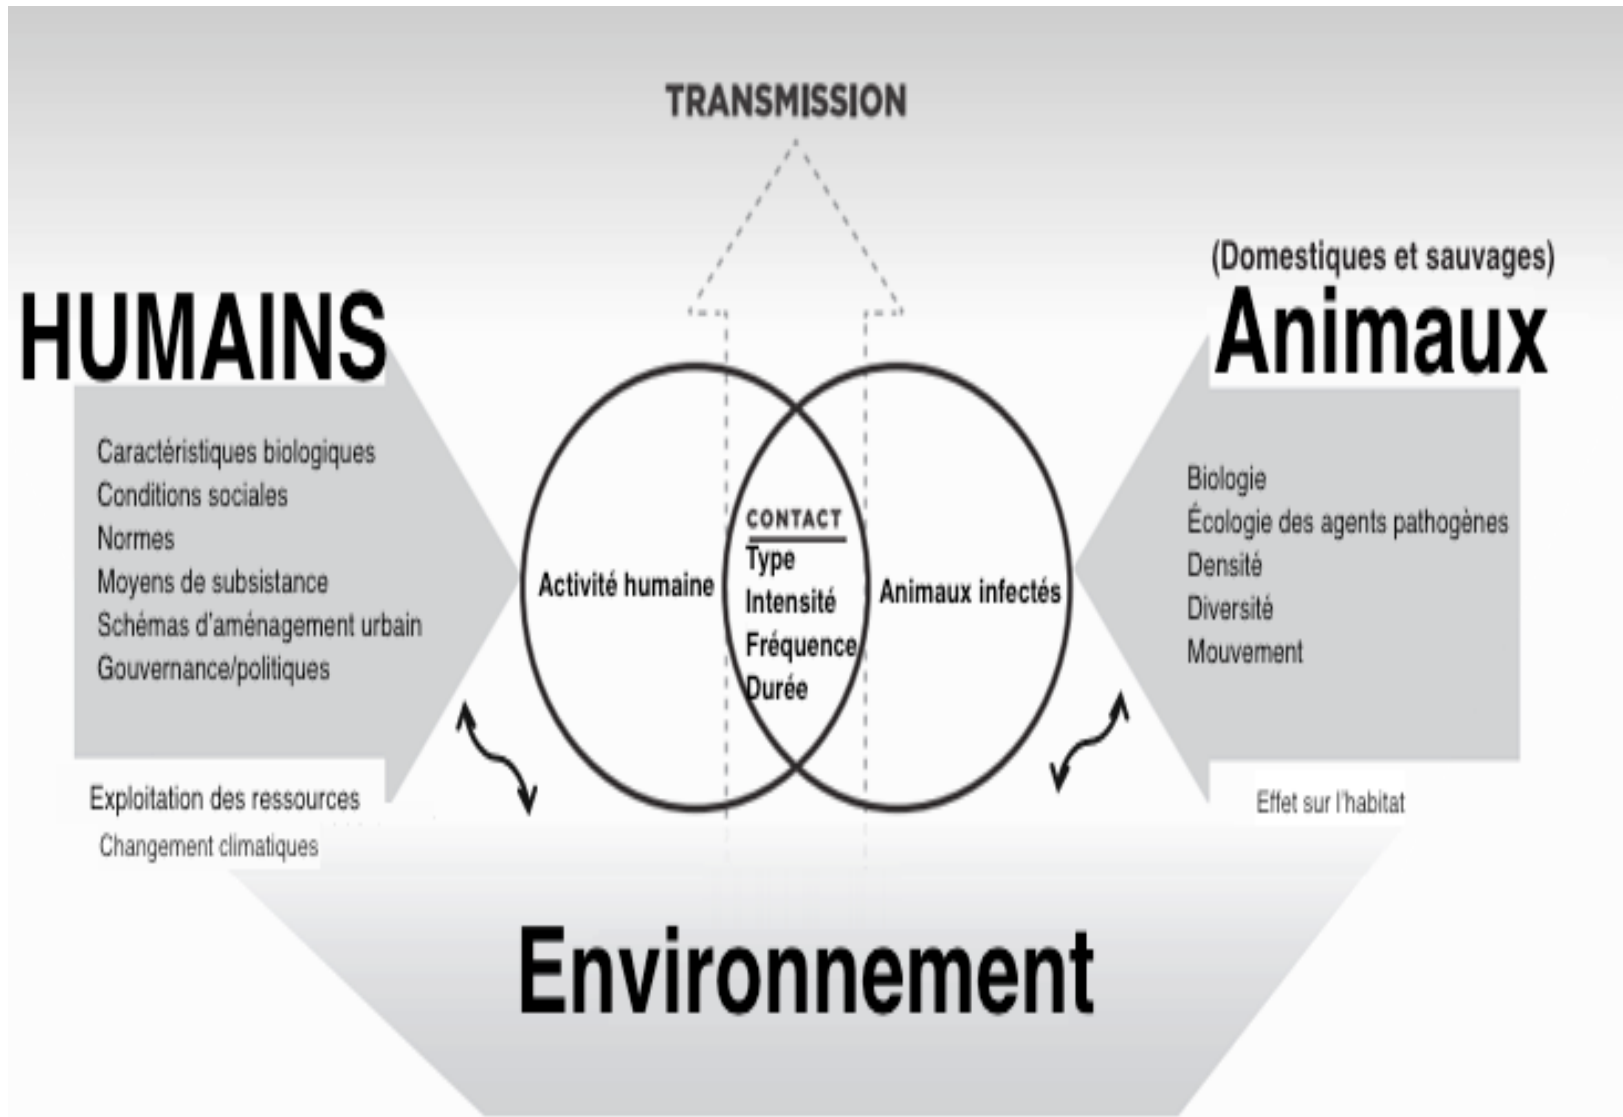 TRANSMISSION
(Domestiques et sauvages)
HUMAINS
Animaux
Caractéristiques biologiques
Conditions sociales
Normes
Moyens de subsistance
Schémas d'aménagement urbain
Gouvernance/politiques
Activité humaine
CONTACT
Type
Intensité
Fréquence
Durée
Animaux infectés
Biologie
Écologie des agents pathogènes
Densité
Diversité
Mouvement
Exploitation des ressources
Changement climatiques
Effet sur l'habitat
Environnement